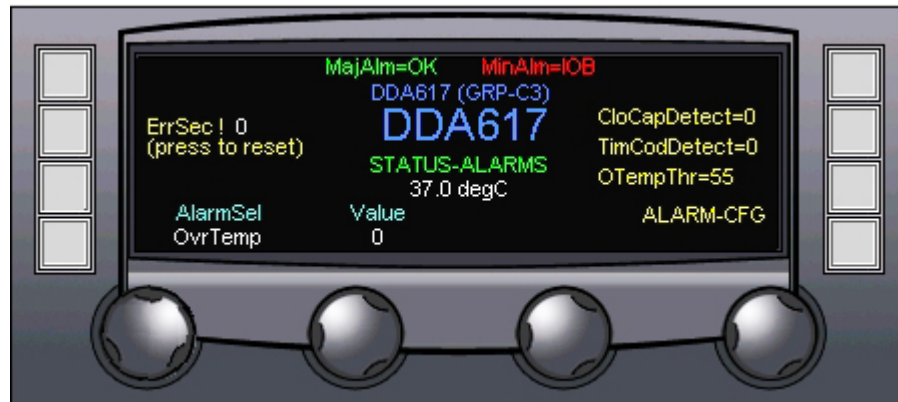 MajAlm=OK MinAlm=IOB
DDA617 (GRP-C3)
DDA617
ErrSec ! 0
(press to reset)
STATUS-ALARMS
37.0 degC
CloCapDetect=0
TimCodDetect=0
OTempThr=55
AlarmSel Value ALARM-CFG
OvrTemp 0